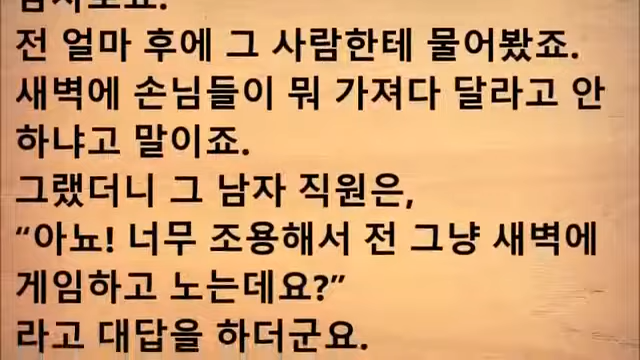 전 얼마 후에 그 사람한테 물어봤죠.
새벽에 손님들이 뭐 가져다 달라고 안
하냐고 말이죠.
그랬더니 그 남자 직원은,
“아뇨! 너무 조용해서 전 그냥 새벽에
게임하고 노는데요?”
라고 대답을 하더군요.